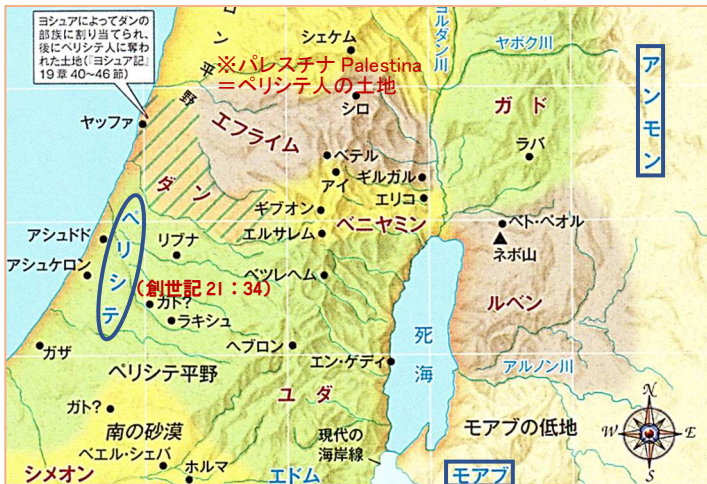 ヨシュアによってダンの
部族に割り当てられ、
後にペリシテ人に奪わ
れた土地(『ヨシュア記』
19章40〜46節)
ロン平野
シェケム
ヨルダン川
ヤボク川
アンモン
※パレスチナ Palestina
=ペリシテ人の土地
シロ
ガド
ヤッファ
エフライム
ラバ
ベテル
アイ
ギルガル
エリコ
ダン
ギブオン
ベニヤミン
ベト・ペオル
アシュドド
ペリシテ
リブナ
エルサレム
ネボ山
アシュケロン
(創世記21:34)
ベツレヘム
ルベン
ガト?
ラキシュ
死海
ガザ
ヘブロン
エン・ゲディ
アルノン川
ペリシテ平野
ユダ
ガト?
N
W
E
S
モアブの低地
南の砂漠
現代の
海岸線
ベエル・シェバ
シメオン
ホルマ
エドム
モアブ